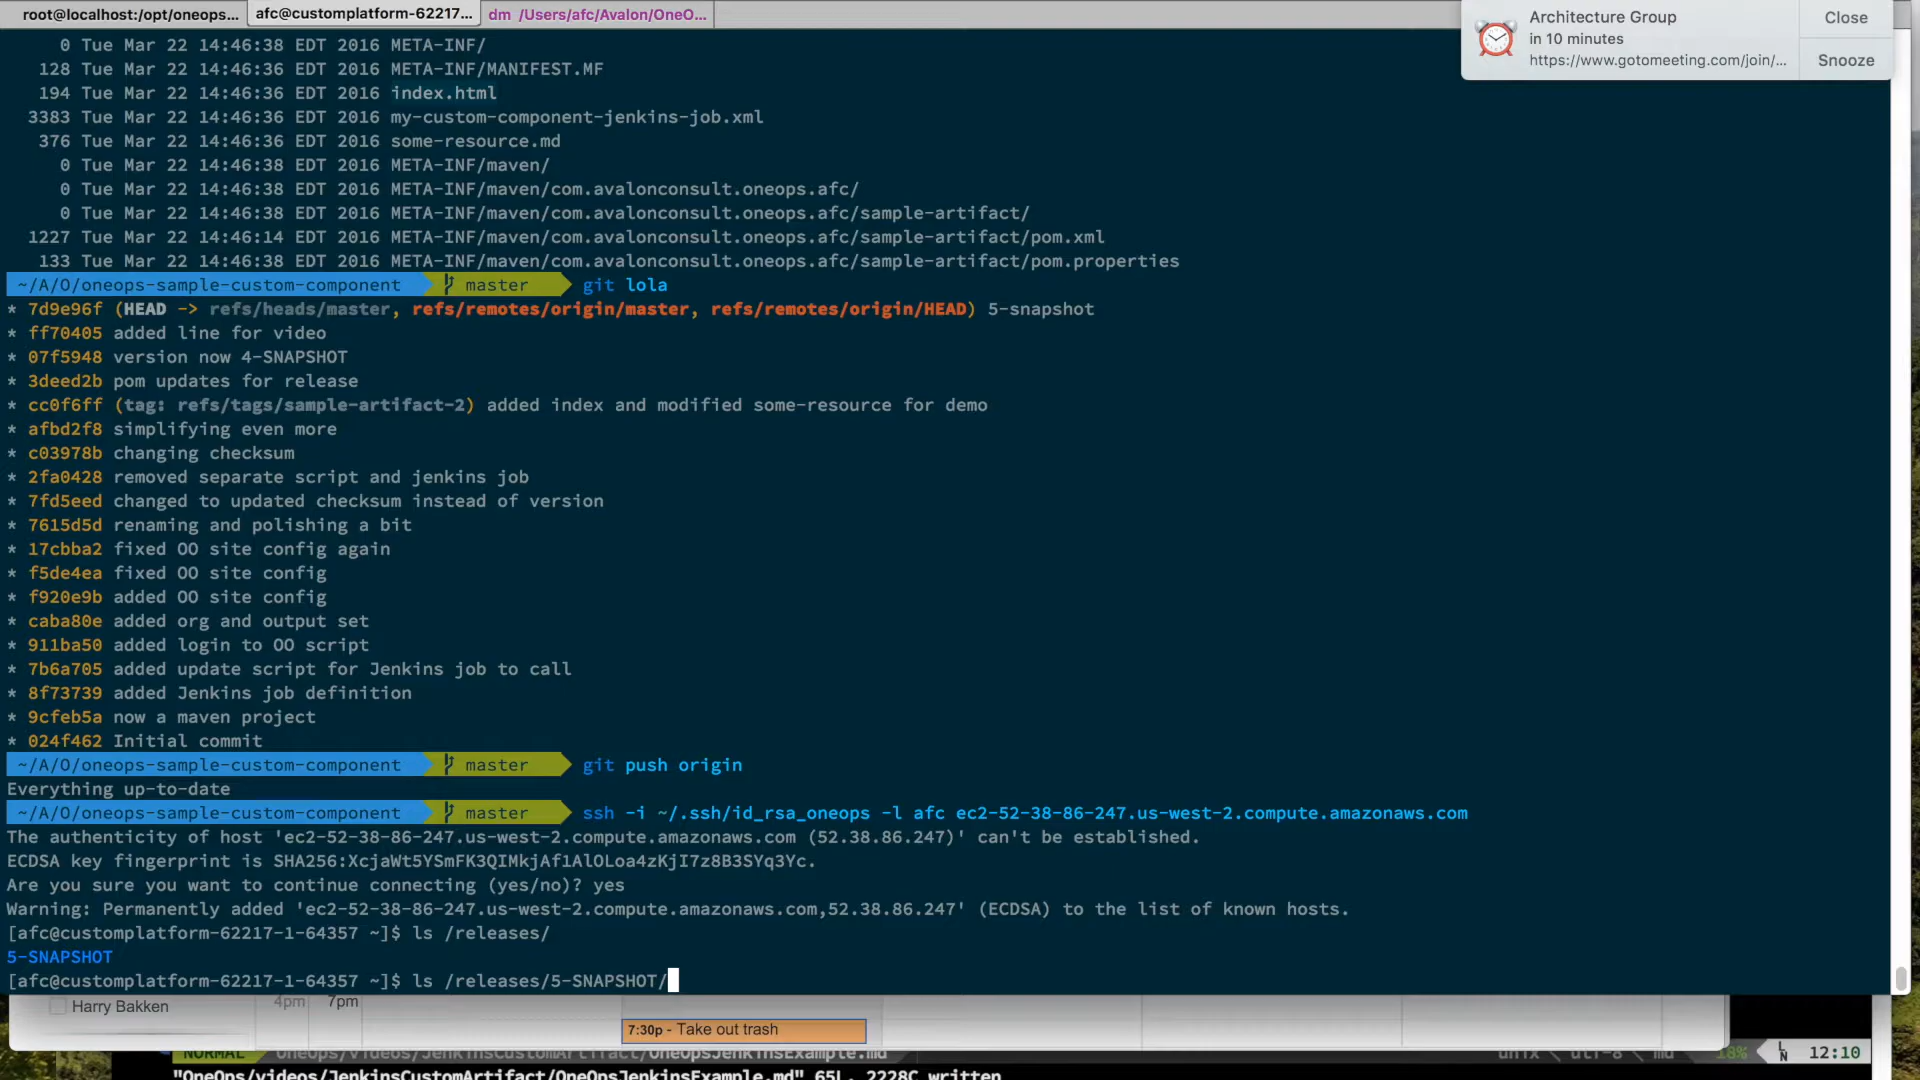 root@localhost:/opt/oneops...
afc@customplatform-62217...
dm /Users/afc/Avalon/OneO...
Architecture Group
in 10 minutes
https://www.gotomeeting.com/join/...
Close
Snooze
0 Tue Mar 22 14:46:38 EDT 2016 META-INF/
128 Tue Mar 22 14:46:36 EDT 2016 META-INF/MANIFEST.MF
194 Tue Mar 22 14:46:36 EDT 2016 index.html
3383 Tue Mar 22 14:46:36 EDT 2016 my-custom-component-jenkins-job.xml
376 Tue Mar 22 14:46:36 EDT 2016 some-resource.md
0 Tue Mar 22 14:46:38 EDT 2016 META-INF/maven/
0 Tue Mar 22 14:46:38 EDT 2016 META-INF/maven/com.avalonconsult.oneops.afc/
0 Tue Mar 22 14:46:38 EDT 2016 META-INF/maven/com.avalonconsult.oneops.afc/sample-artifact/
1227 Tue Mar 22 14:46:14 EDT 2016 META-INF/maven/com.avalonconsult.oneops.afc/sample-artifact/pom.xml
133 Tue Mar 22 14:46:38 EDT 2016 META-INF/maven/com.avalonconsult.oneops.afc/sample-artifact/pom.properties
~/A/O/oneops-sample-custom-component master git lola
* 7d9e96f (HEAD -> refs/heads/master, refs/remotes/origin/master, refs/remotes/origin/HEAD) 5-snapshot
* ff70405 added line for video
* 07f5948 version now 4-SNAPSHOT
* 3deed2b pom updates for release
* cc0f6ff (tag: refs/tags/sample-artifact-2) added index and modified some-resource for demo
* afbd2f8 simplifying even more
* c03978b changing checksum
* 2fa0428 removed separate script and jenkins job
* 7fd5eed changed to updated checksum instead of version
* 7615d5d renaming and polishing a bit
* 17cbba2 fixed OO site config again
* f5de4ea fixed OO site config
* f920e9b added OO site config
* caba80e added org and output set
* 911ba50 added login to OO script
* 7b6a705 added update script for Jenkins job to call
* 8f73739 added Jenkins job definition
* 9cfeb5a now a maven project
* 024f462 Initial commit
~/A/O/oneops-sample-custom-component master git push origin
Everything up-to-date
~/A/O/oneops-sample-custom-component master ssh -i ~/.ssh/id_rsa_oneops -l afc ec2-52-38-86-247.us-west-2.compute.amazonaws.com
The authenticity of host 'ec2-52-38-86-247.us-west-2.compute.amazonaws.com (52.38.86.247)' can't be established.
ECDSA key fingerprint is SHA256:XcjaWt5YSmFK3QIMkjAf1AlOLoa4zKjI7z8B3SYq3Yc.
Are you sure you want to continue connecting (yes/no)? yes
Warning: Permanently added 'ec2-52-38-86-247.us-west-2.compute.amazonaws.com,52.38.86.247' (ECDSA) to the list of known hosts.
[afc@customplatform-62217-1-64357 ~]$ ls /releases/
5-SNAPSHOT
[afc@customplatform-62217-1-64357 ~]$ ls /releases/5-SNAPSHOT/
Harry Bakken 4pm 7pm
7:30p - Take out trash
NORMAL OneOps/videos/JenkinsCustomArtifact/OneOpsJenkinsExample.md unix \ utf-8 \ md 18% L N 12:10
"OneOps/videos/JenkinsCustomArtifact/OneOpsJenkinsExample.md" 65L, 2228C written